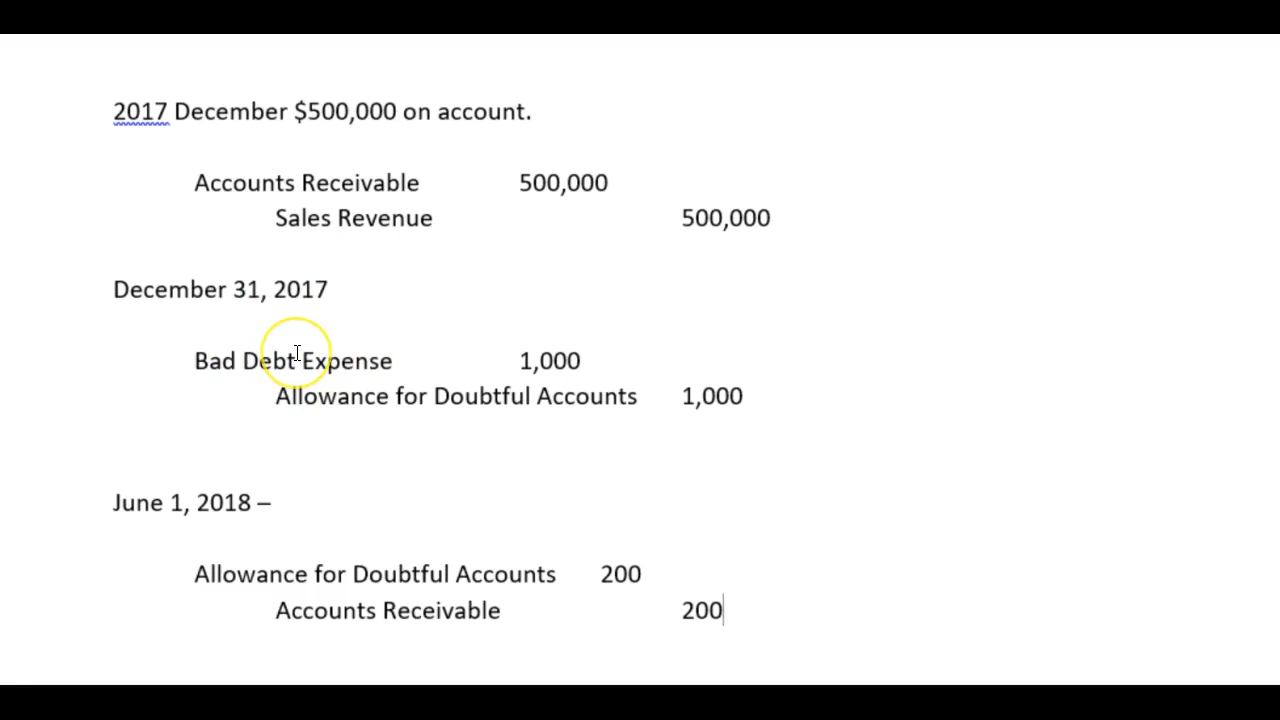 2017 December $500,000 on account.
Accounts Receivable 500,000
Sales Revenue 500,000
December 31, 2017
Bad Debt Expense 1,000
Allowance for Doubtful Accounts 1,000
June 1, 2018 –
Allowance for Doubtful Accounts 200
Accounts Receivable 200